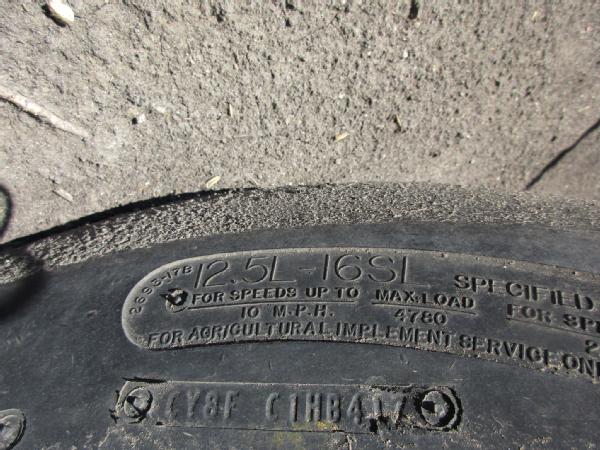 12.5L-16SL SPECIFIED
FOR SPEEDS UP TO MAX. LOAD
10 M.P.H. 4780
FOR AGRICULTURAL IMPLEMENT SERVICE ON
CY8F C1HB417